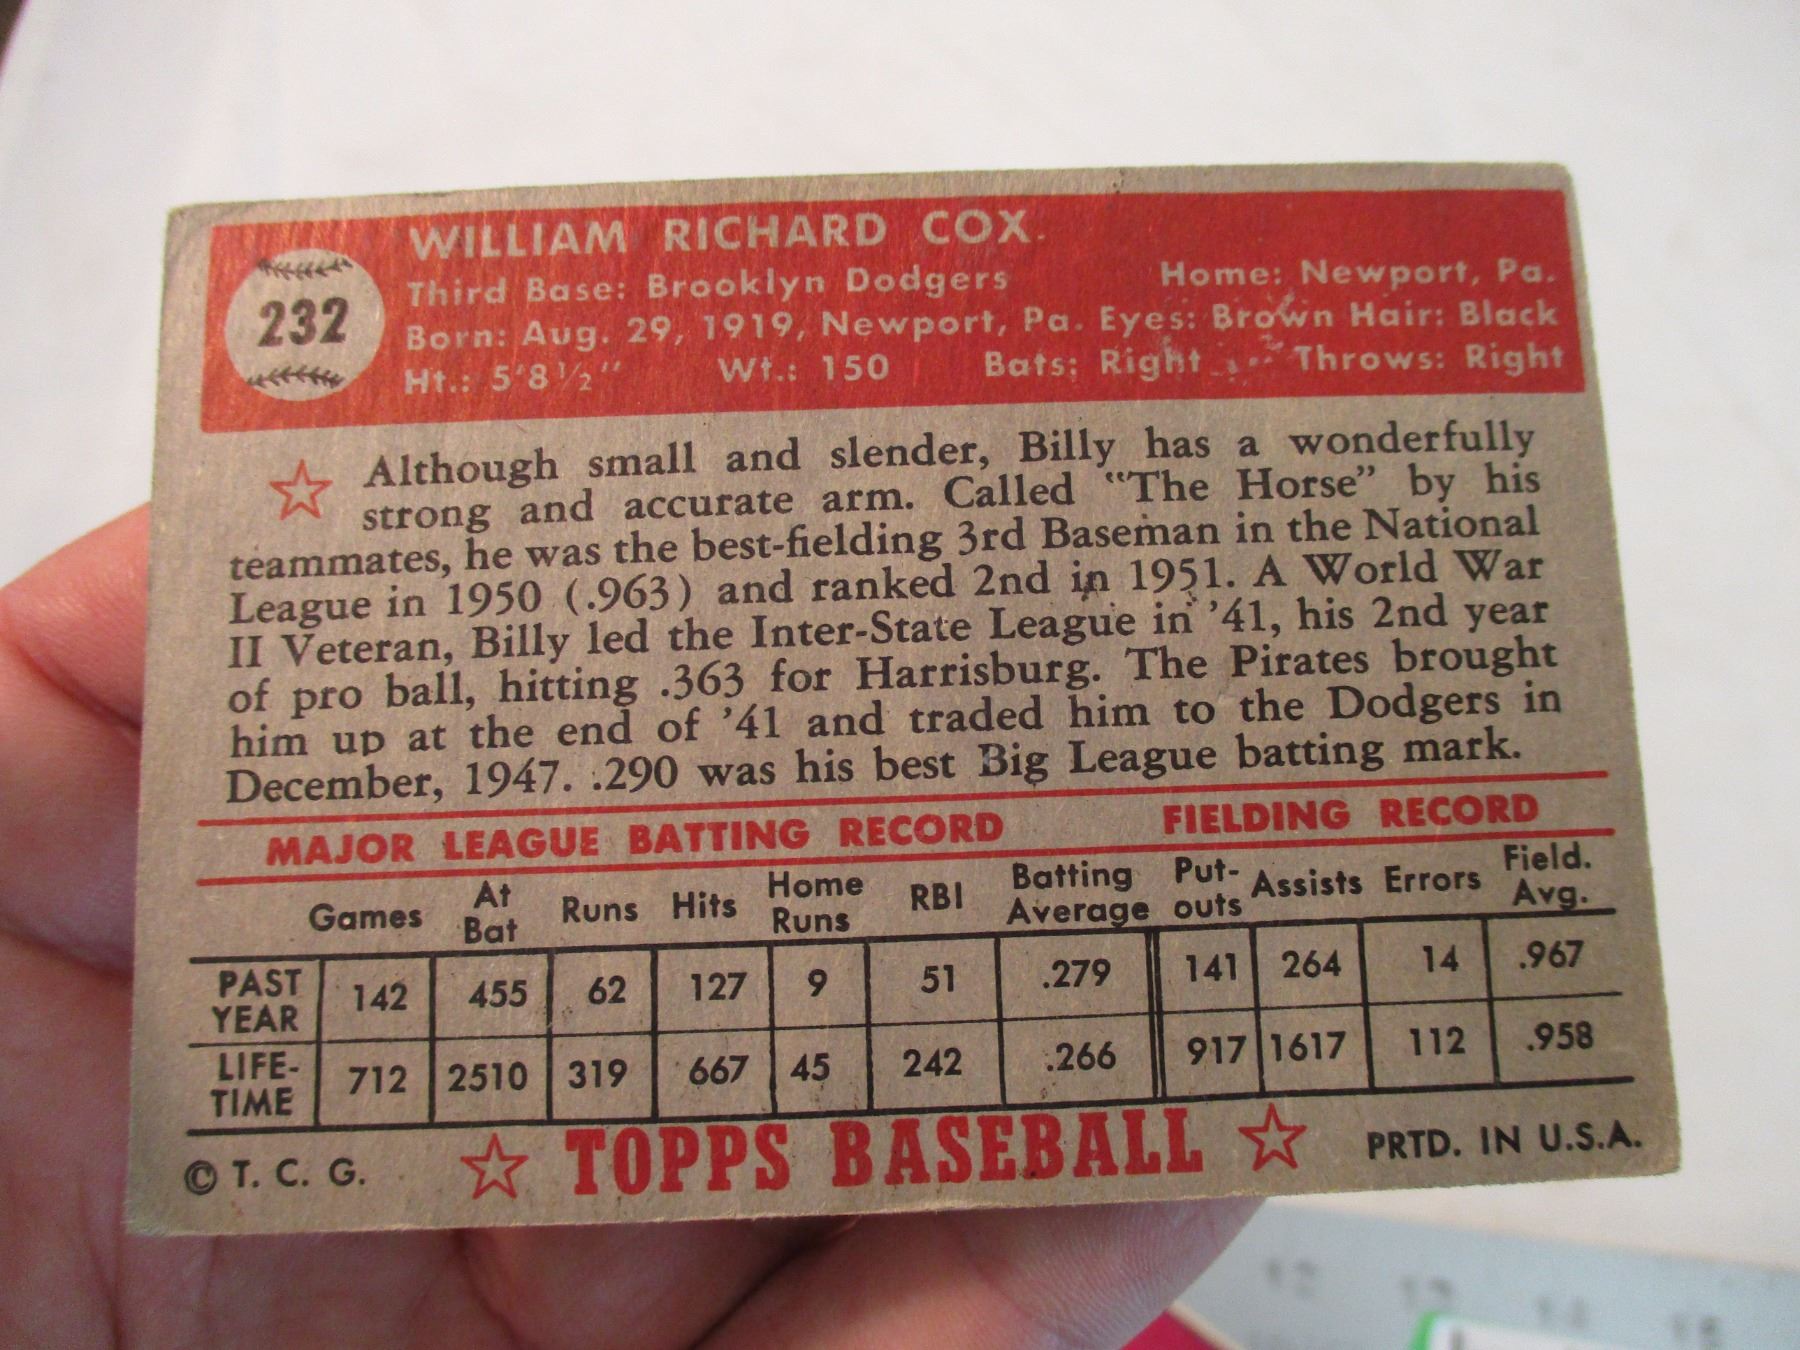 WILLIAM RICHARD COX
232
Third Base: Brooklyn Dodgers Home: Newport, Pa.
Born: Aug. 29, 1919, Newport, Pa. Eyes: Brown Hair: Black
Ht.: 5'8½" Wt.: 150 Bats: Right Throws: Right
Although small and slender, Billy has a wonderfully
strong and accurate arm. Called "The Horse" by his
teammates, he was the best-fielding 3rd Baseman in the National
League in 1950 (.963) and ranked 2nd in 1951. A World War
II Veteran, Billy led the Inter-State League in '41, his 2nd year
of pro ball, hitting .363 for Harrisburg. The Pirates brought
him up at the end of '41 and traded him to the Dodgers in
December, 1947. .290 was his best Big League batting mark.
MAJOR LEAGUE BATTING RECORD FIELDING RECORD
Games At Bat Runs Hits Home Runs RBI Batting Average Put-outs Assists Errors Field. Avg.
PAST YEAR 142 455 62 127 9 51 .279 141 264 14 .967
LIFE-TIME 712 2510 319 667 45 242 .266 917 1617 112 .958
© T. C. G. TOPPS BASEBALL PRTD. IN U.S.A.
12 13 14 15